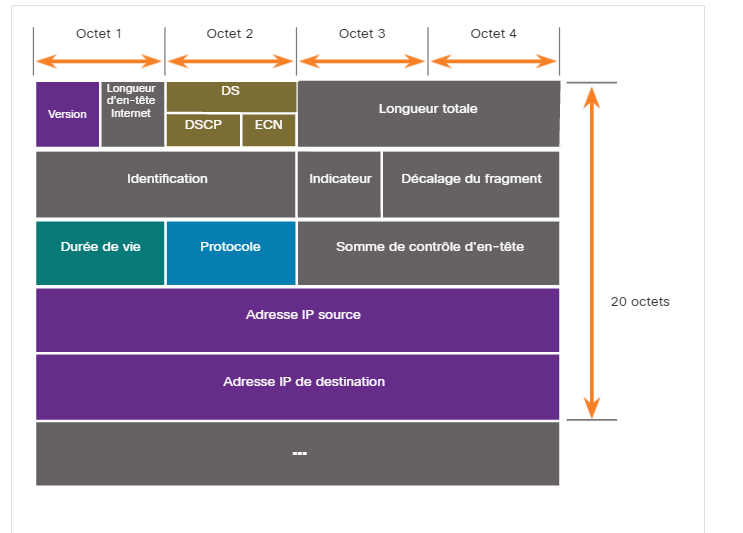 Octet 1
Octet 2
Octet 3
Octet 4
Version
Longueur
d'en-tête
Internet
DS
DSCP
ECN
Longueur totale
Identification
Indicateur
Décalage du fragment
Durée de vie
Protocole
Somme de contrôle d'en-tête
20 octets
Adresse IP source
Adresse IP de destination
...